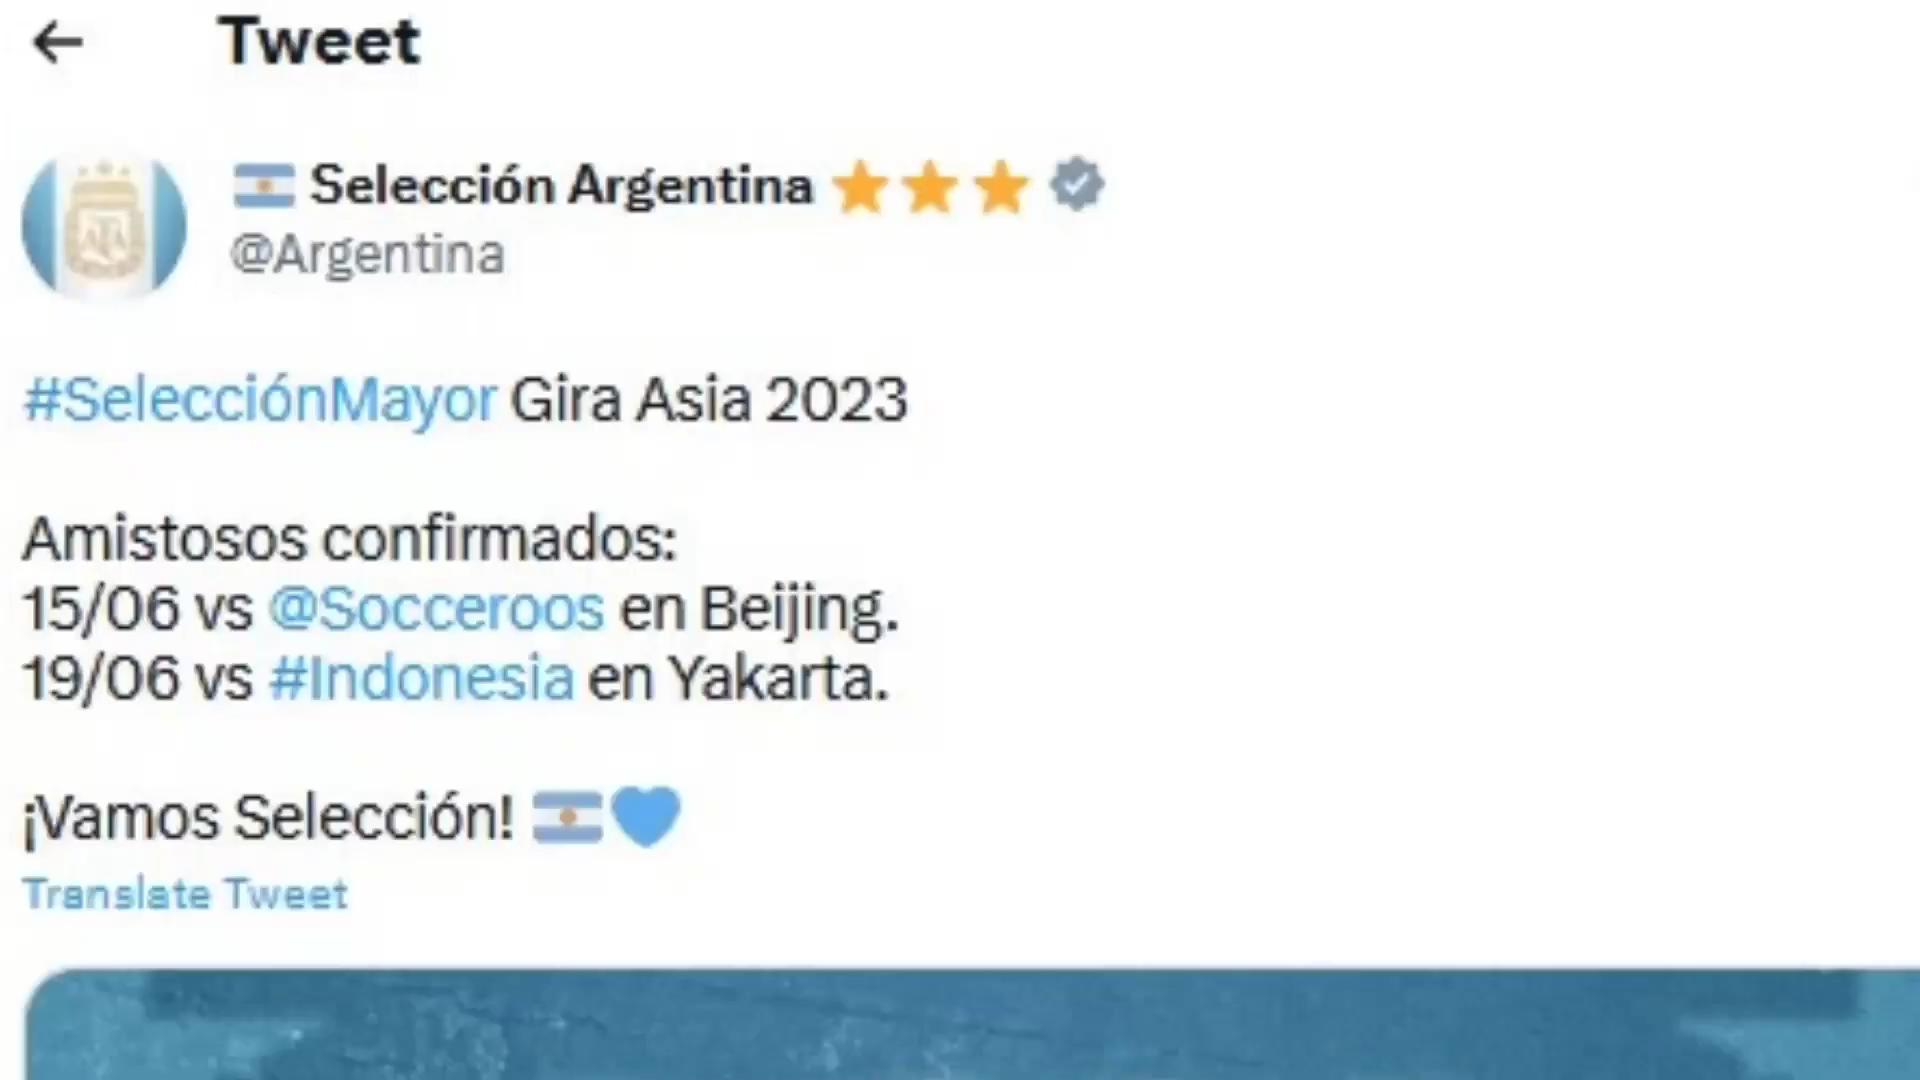 Tweet
Selección Argentina
@Argentina
#SelecciónMayor Gira Asia 2023
Amistosos confirmados:
15/06 vs @Socceroos en Beijing.
19/06 vs #Indonesia en Yakarta.
¡Vamos Selección!
Translate Tweet